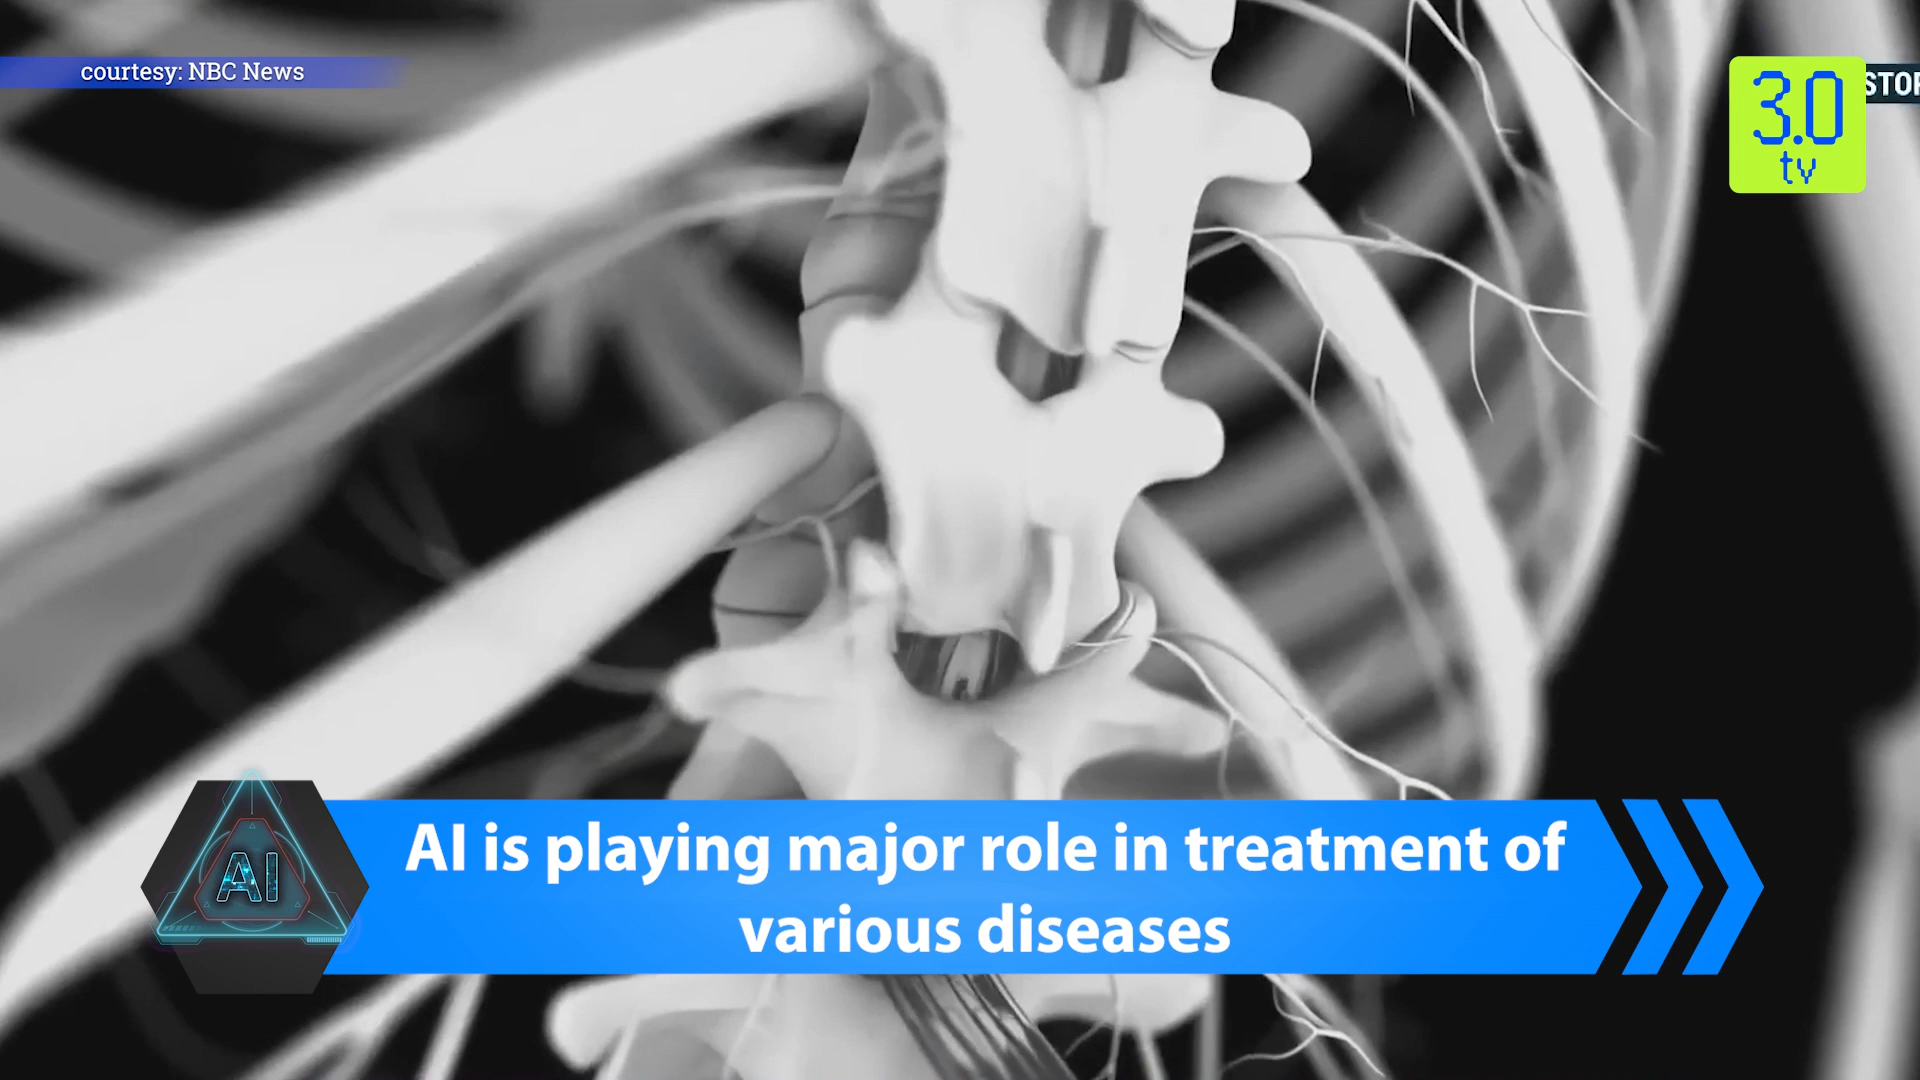 courtesy: NBC News
3.0
tv
AI is playing major role in treatment of
various diseases
AI